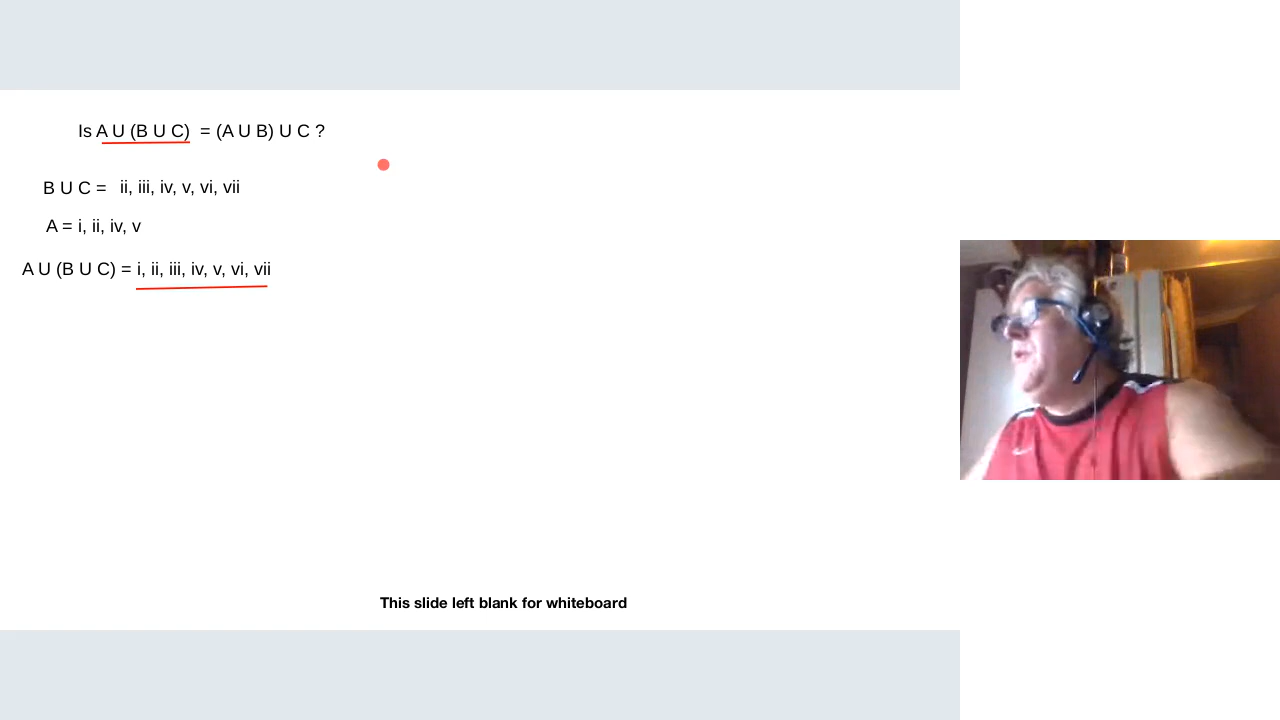 Is A U (B U C) = (A U B) U C ?
B U C = ii, iii, iv, v, vi, vii
A = i, ii, iv, v
A U (B U C) = i, ii, iii, iv, v, vi, vii
This slide left blank for whiteboard